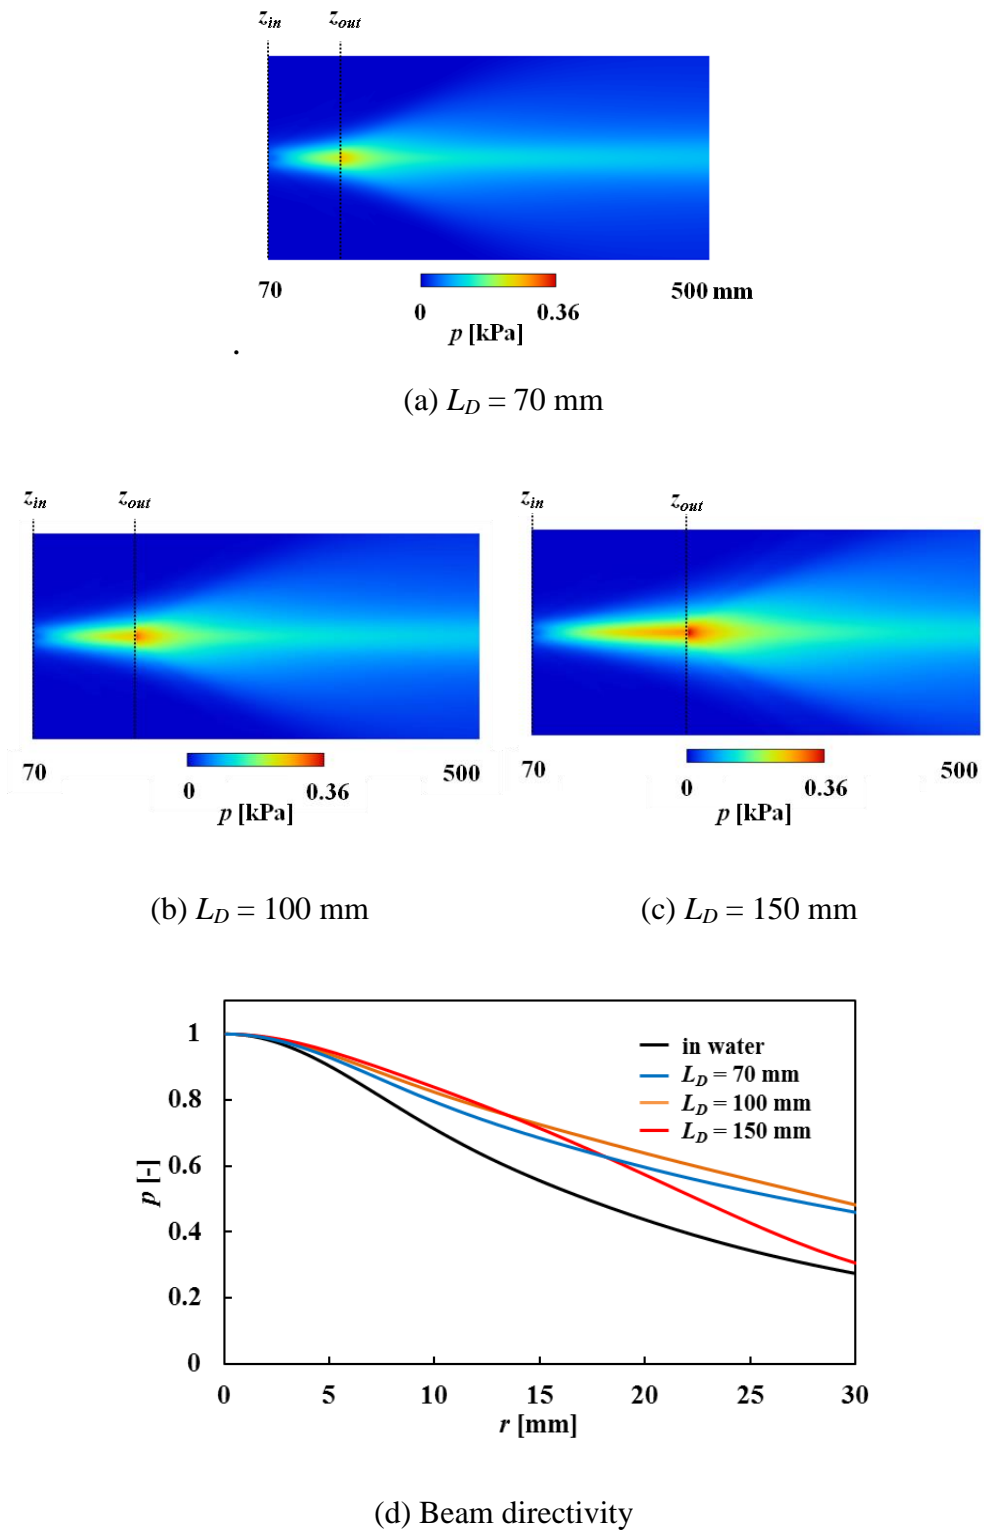 z_in z_out
70 500 mm
0 0.36
p [kPa]
.
(a) L_D = 70 mm
z_in z_out z_in z_out
70 500 70 500
0 0.36 0 0.36
p [kPa] p [kPa]
(b) L_D = 100 mm (c) L_D = 150 mm
1
0.8
0.6
0.4
0.2
0
p [-]
in water
L_D = 70 mm
L_D = 100 mm
L_D = 150 mm
0 5 10 15 20 25 30
r [mm]
(d) Beam directivity